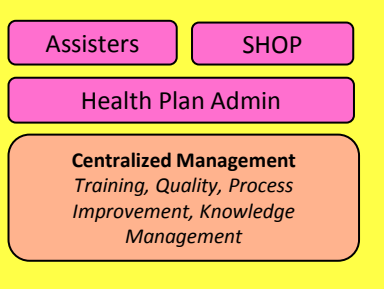 Assisters
SHOP
Health Plan Admin
Centralized Management
Training, Quality, Process
Improvement, Knowledge
Management